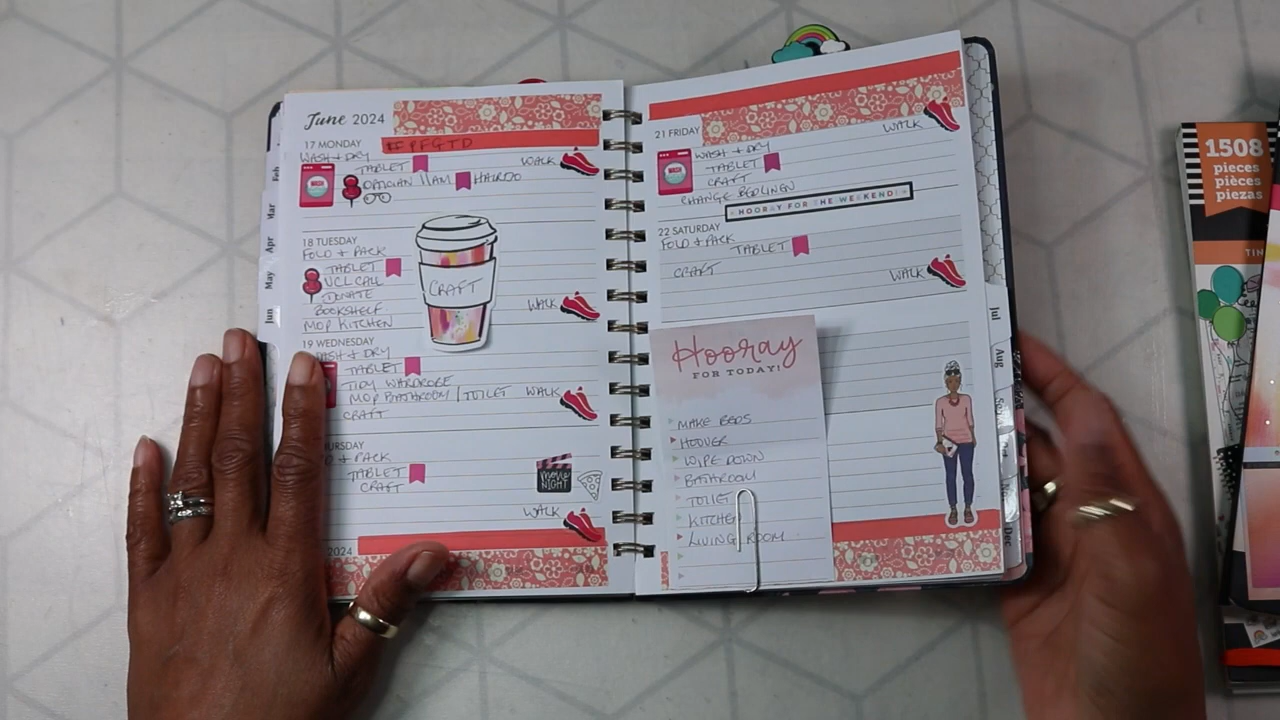 June 2024
#PFGTD
17 MONDAY
WASH + DRY
TABLET
WALK
OPTICIAN 11AM
HAIRDO
WASH
18 TUESDAY
FOLD + PACK
TABLET
VCL CALL
DONATE
BOOKSHELF
MOP KITCHEN
CRAFT
WALK
19 WEDNESDAY
WASH + DRY
TABLET
TIDY WARDROBE
MOP BATHROOM / TOILET
WALK
CRAFT
TABLET
CRAFT
MOVIE NIGHT
WALK
2024
21 FRIDAY
WALK
WASH + DRY
TABLET
CRAFT
CHANGE BEDLINEN
HOORAY FOR THE WEEKEND!
22 SATURDAY
FOLD + PACK
TABLET
CRAFT
WALK
Hooray
FOR TODAY!
MAKE BEDS
HOOVER
WIPE DOWN
BATHROOM
TOILET
KITCHEN
LIVING ROOM
Feb
Mar
Apr
May
Jun
Jul
Aug
Dec
1508
pieces
pièces
piezas